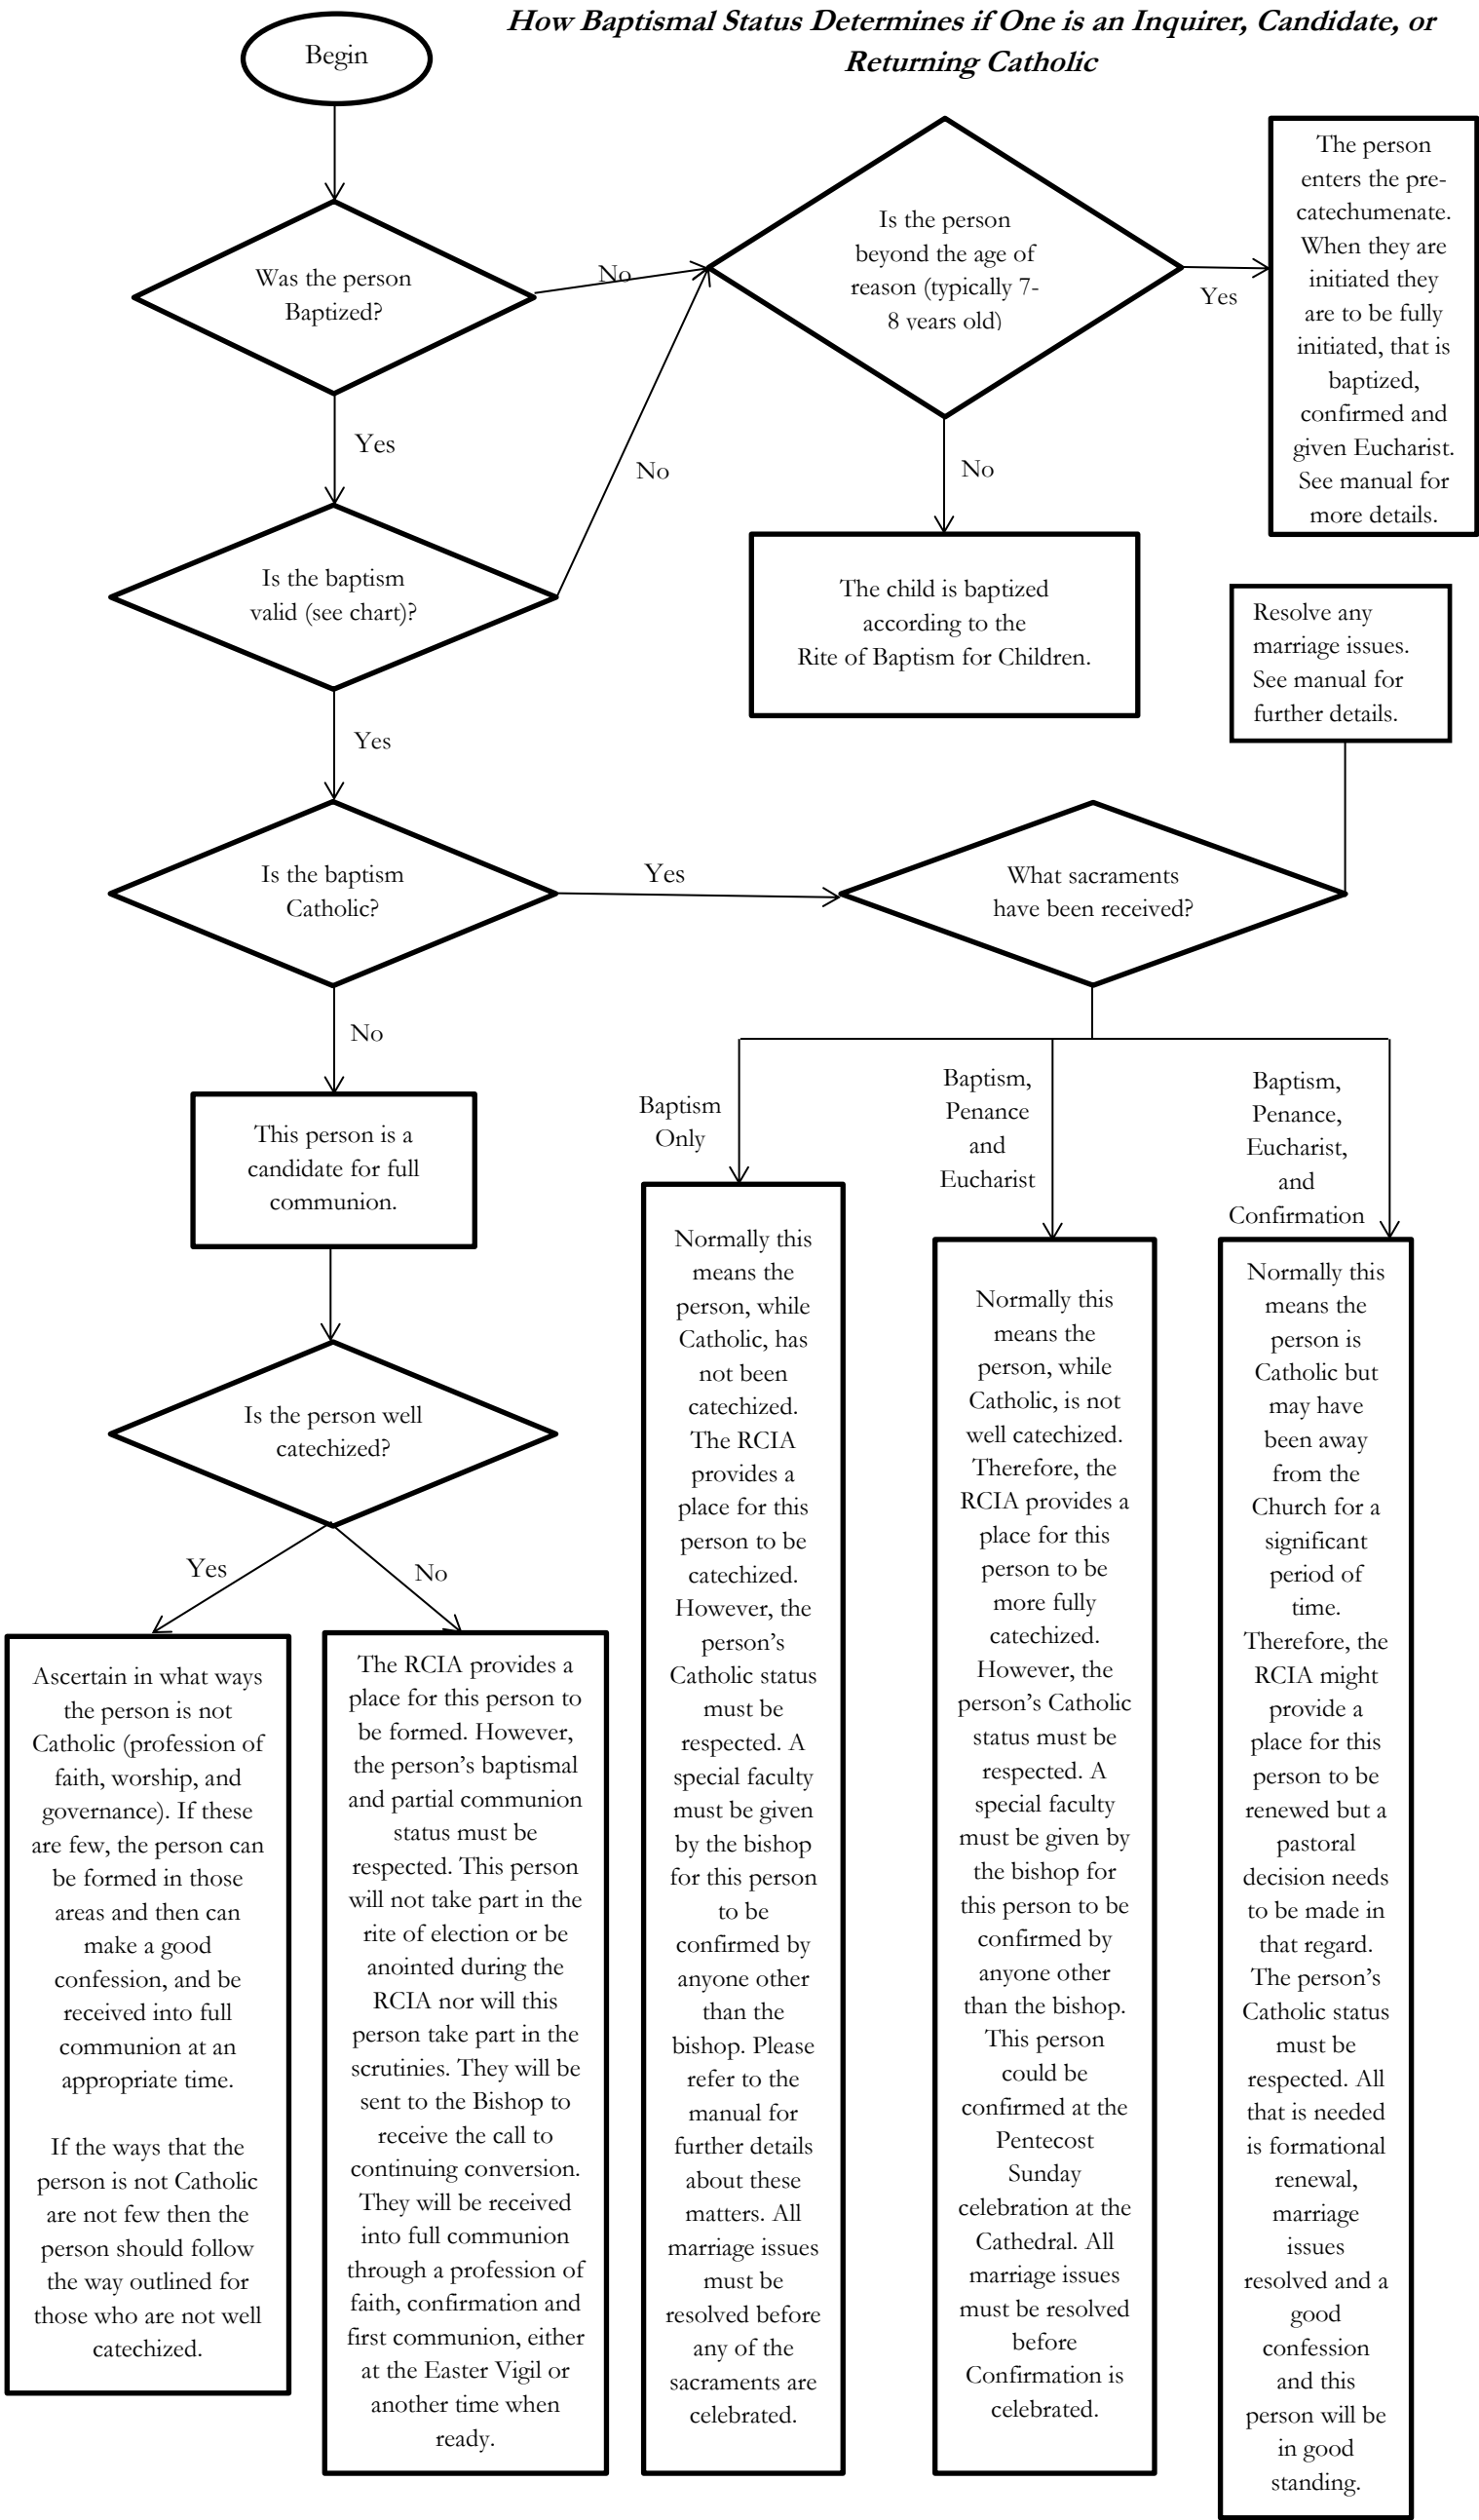 How Baptismal Status Determines if One is an Inquirer, Candidate, or
Returning Catholic
Begin
Was the person
Baptized?
No
Is the person
beyond the age of
reason (typically 7-
8 years old)
Yes
The person
enters the pre-
catechumenate.
When they are
initiated they
are to be fully
initiated, that is
baptized,
confirmed and
given Eucharist.
See manual for
more details.
Yes
No
No
Is the baptism
valid (see chart)?
The child is baptized
according to the
Rite of Baptism for Children.
Resolve any
marriage issues.
See manual for
further details.
Yes
Is the baptism
Catholic?
Yes
What sacraments
have been received?
No
This person is a
candidate for full
communion.
Baptism
Only
Baptism,
Penance
and
Eucharist
Baptism,
Penance,
Eucharist,
and
Confirmation
Is the person well
catechized?
Yes
No
Ascertain in what ways
the person is not
Catholic (profession of
faith, worship, and
governance). If these
are few, the person can
be formed in those
areas and then can
make a good
confession, and be
received into full
communion at an
appropriate time.
If the ways that the
person is not Catholic
are not few then the
person should follow
the way outlined for
those who are not well
catechized.
The RCIA provides a
place for this person to
be formed. However,
the person's baptismal
and partial communion
status must be
respected. This person
will not take part in the
rite of election or be
anointed during the
RCIA nor will this
person take part in the
scrutinies. They will be
sent to the Bishop to
receive the call to
continuing conversion.
They will be received
into full communion
through a profession of
faith, confirmation and
first communion, either
at the Easter Vigil or
another time when
ready.
Normally this
means the
person, while
Catholic, has
not been
catechized.
The RCIA
provides a
place for this
person to be
catechized.
However, the
person's
Catholic status
must be
respected. A
special faculty
must be given
by the bishop
for this person
to be
confirmed by
anyone other
than the
bishop. Please
refer to the
manual for
further details
about these
matters. All
marriage issues
must be
resolved before
any of the
sacraments are
celebrated.
Normally this
means the
person, while
Catholic, is not
well catechized.
Therefore, the
RCIA provides a
place for this
person to be
more fully
catechized.
However, the
person's Catholic
status must be
respected. A
special faculty
must be given by
the bishop for
this person to be
confirmed by
anyone other
than the bishop.
This person
could be
confirmed at the
Pentecost
Sunday
celebration at the
Cathedral. All
marriage issues
must be resolved
before
Confirmation is
celebrated.
Normally this
means the
person is
Catholic but
may have
been away
from the
Church for a
significant
period of
time.
Therefore, the
RCIA might
provide a
place for this
person to be
renewed but a
pastoral
decision needs
to be made in
that regard.
The person's
Catholic status
must be
respected. All
that is needed
is formational
renewal,
marriage
issues
resolved and a
good
confession
and this
person will be
in good
standing.